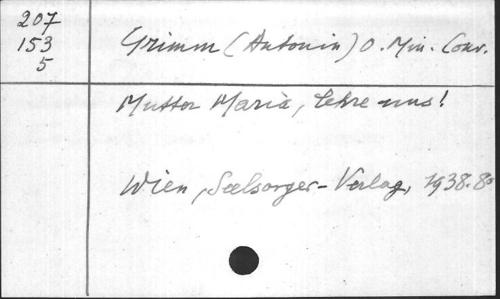 207
153
5
Grimm (Antonin) O. Min. Conv.
Mutter Maria, lehre uns!
Wien, Seelsorger-Verlag, 1938. 8°